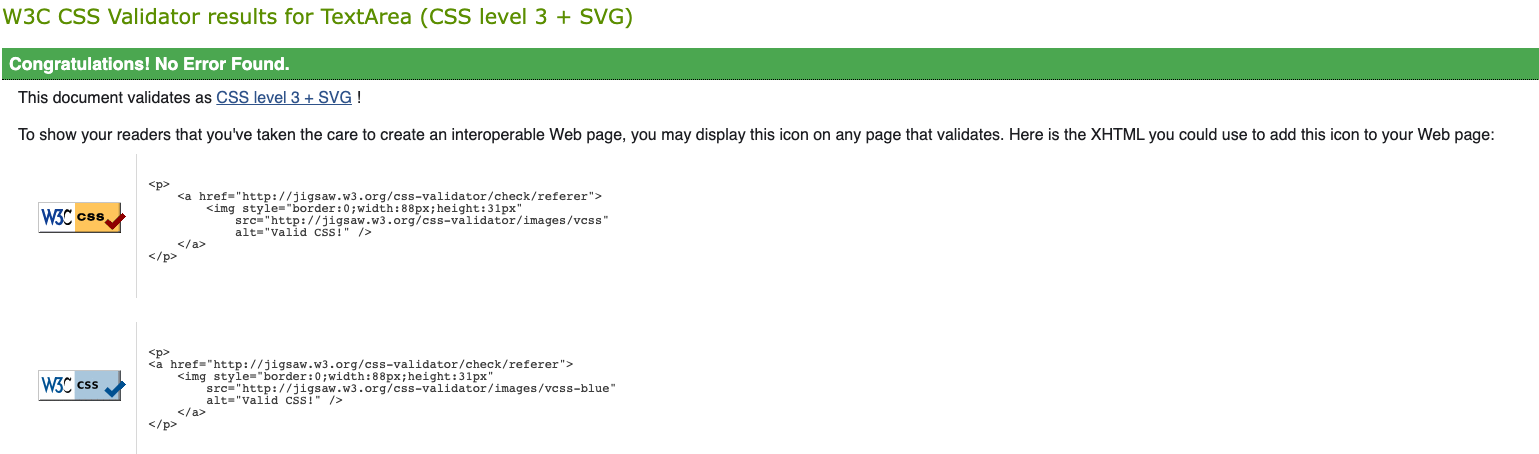 W3C CSS Validator results for TextArea (CSS level 3 + SVG)
Congratulations! No Error Found.
This document validates as CSS level 3 + SVG !
To show your readers that you've taken the care to create an interoperable Web page, you may display this icon on any page that validates. Here is the XHTML you could use to add this icon to your Web page:
W3C css
<p>
    <a href="http://jigsaw.w3.org/css-validator/check/referer">
        <img style="border:0;width:88px;height:31px"
            src="http://jigsaw.w3.org/css-validator/images/vcss"
            alt="Valid CSS!" />
    </a>
</p>
W3C css
<p>
<a href="http://jigsaw.w3.org/css-validator/check/referer">
    <img style="border:0;width:88px;height:31px"
        src="http://jigsaw.w3.org/css-validator/images/vcss-blue"
        alt="Valid CSS!" />
    </a>
</p>